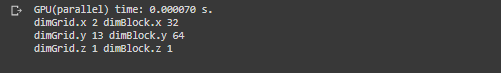 GPU(parallel) time: 0.000070 s.
dimGrid.x 2 dimBlock.x 32
dimGrid.y 13 dimBlock.y 64
dimGrid.z 1 dimBlock.z 1